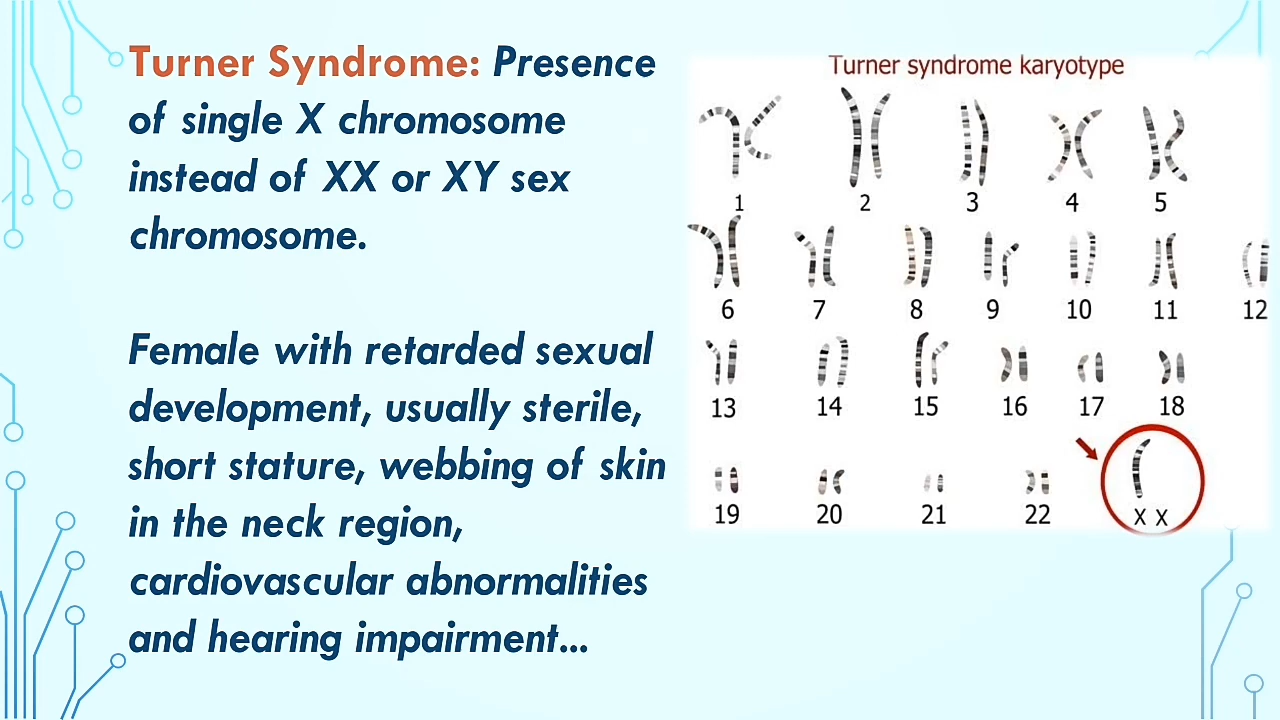 Turner Syndrome: Presence
of single X chromosome
instead of XX or XY sex
chromosome.
Female with retarded sexual
development, usually sterile,
short stature, webbing of skin
in the neck region,
cardiovascular abnormalities
and hearing impairment...
Turner syndrome karyotype
1 2 3 4 5
6 7 8 9 10 11 12
13 14 15 16 17 18
19 20 21 22 X X